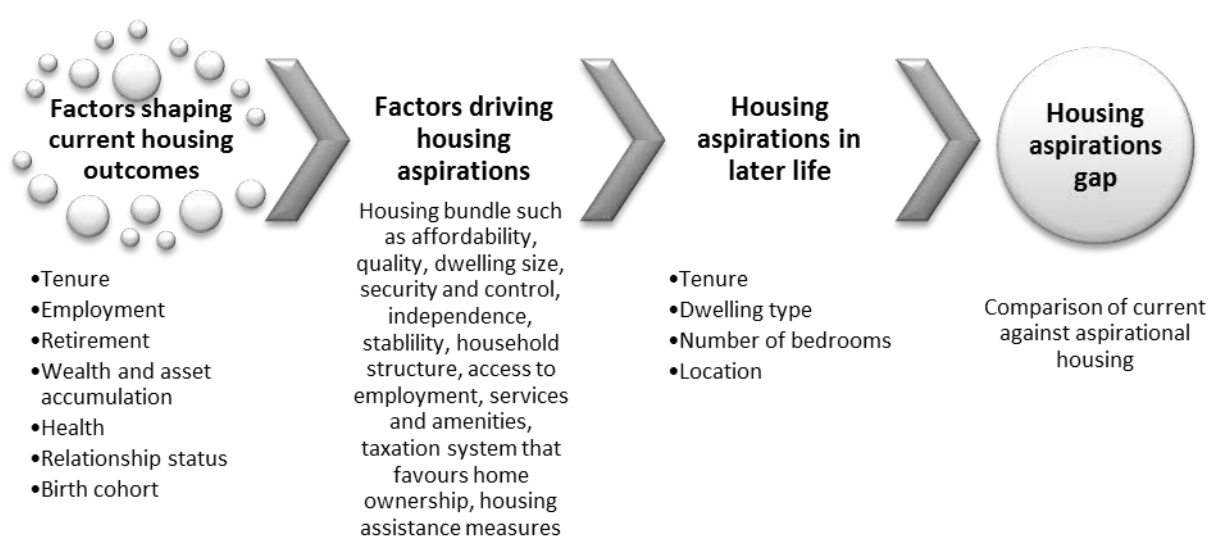 Factors shaping
current housing
outcomes
•Tenure
•Employment
•Retirement
•Wealth and asset
accumulation
•Health
•Relationship status
•Birth cohort
Factors driving
housing
aspirations
Housing bundle such
as affordability,
quality, dwelling size,
security and control,
independence,
stablility, household
structure, access to
employment, services
and amenities,
taxation system that
favours home
ownership, housing
assistance measures
Housing
aspirations in
later life
•Tenure
•Dwelling type
•Number of bedrooms
•Location
Housing
aspirations
gap
Comparison of current
against aspirational
housing